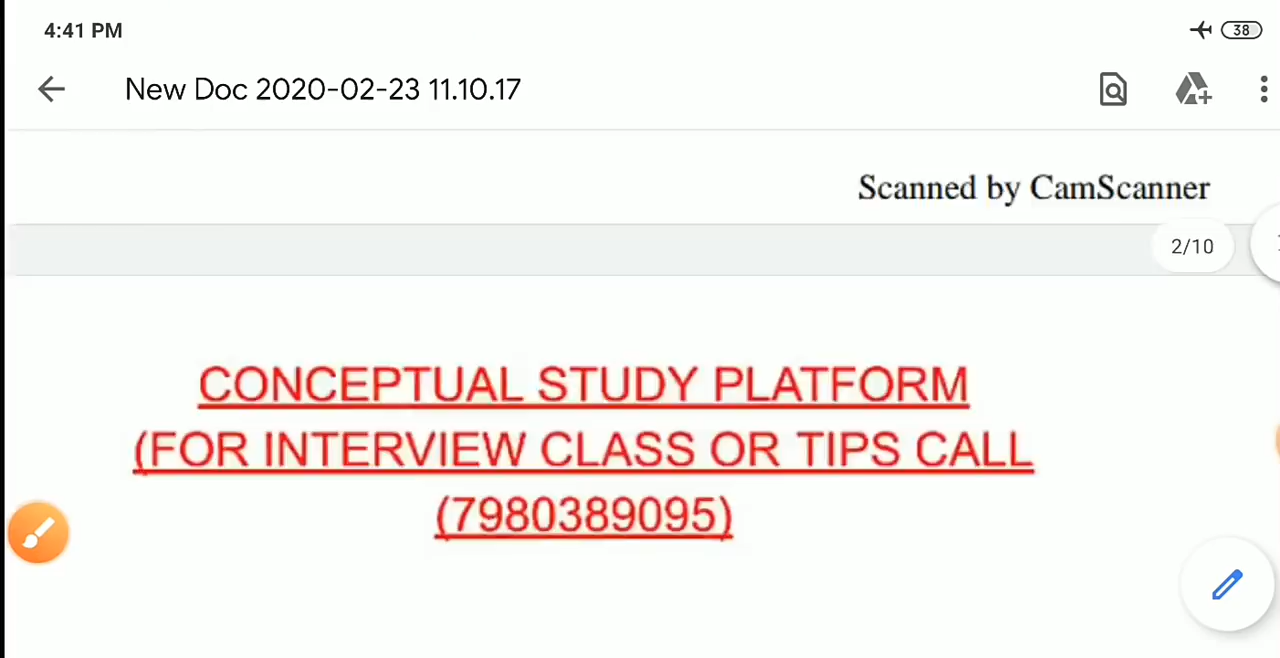 4:41 PM
38
New Doc 2020-02-23 11.10.17
Scanned by CamScanner
2/10
CONCEPTUAL STUDY PLATFORM
(FOR INTERVIEW CLASS OR TIPS CALL
(7980389095)